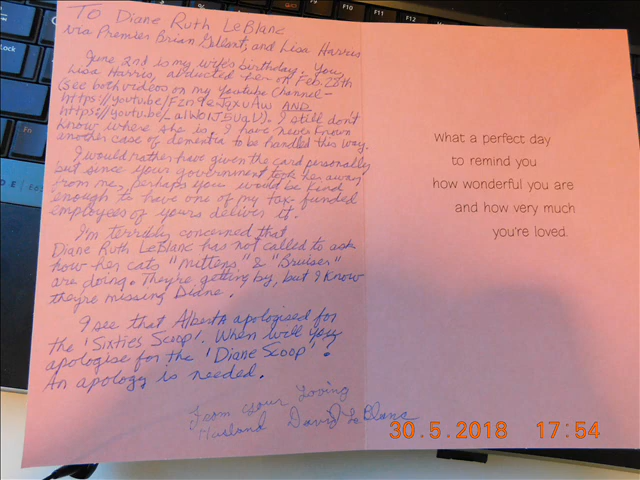 To Diane Ruth LeBlanc
via Premier Brian Gallant, and Lisa Harris
June 2nd is my wife's birthday. You,
Lisa Harris, abducted her on Feb. 28th
(see both videos on my Youtube Channel-
https://youtu.be/ AND
https://youtu.be/ ). I still don't
know where she is. I have never known
another case of dementia to be handled this way.
I would rather have given the card personally
but since your government took her away
from me, perhaps you would be kind
enough to have one of my tax-funded
employees of yours deliver it.
I'm terribly concerned that
Diane Ruth LeBlanc has not called to ask
how her cats "Mittens" & "Bruiser"
are doing. They're getting by, but I know
they're missing Diane.
I see that Alberta apologised for
the 'Sixties Scoop'. When will you
apologise for the 'Diane Scoop'?
An apology is needed.
From your Loving
Husband David LeBlanc
What a perfect day
to remind you
how wonderful you are
and how very much
you're loved.
30.5.2018 17:54